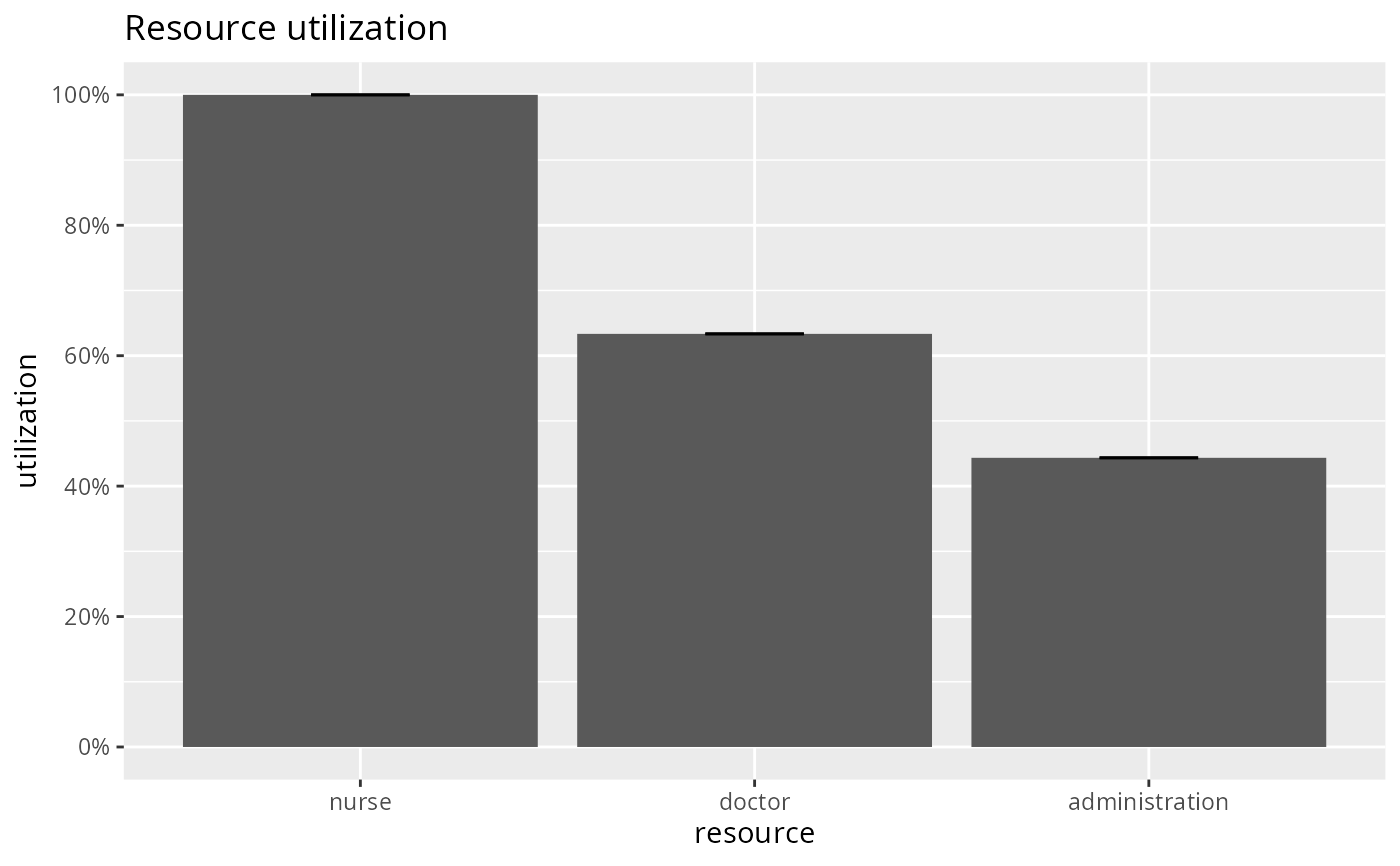 Resource utilization
utilization
100%
80%
60%
40%
20%
0%
nurse doctor administration
resource